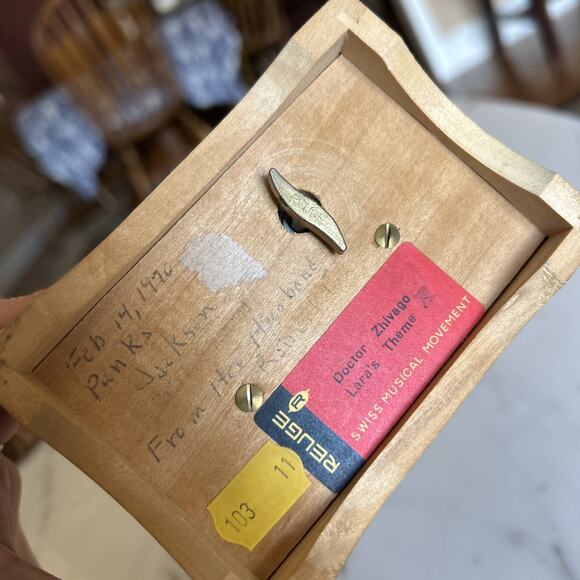 REUGE
Feb 14, 1970
Punks
Jackson
From Her Husband
Doctor Zhivago
Lara's Theme
R
REUGE
SWISS MUSICAL MOVEMENT
103 11